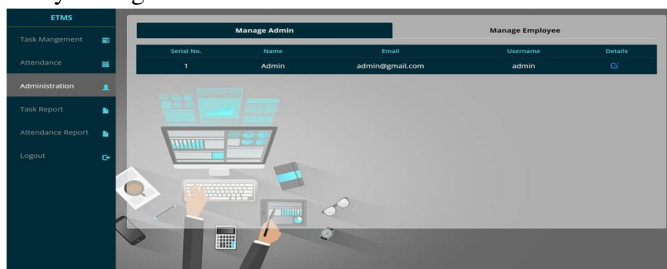 ETMS
Task Mangement
Attendance
Administration
Task Report
Attendance Report
Logout
Manage Admin Manage Employee
Serial No. Name Email Username Details
1 Admin admin@gmail.com admin